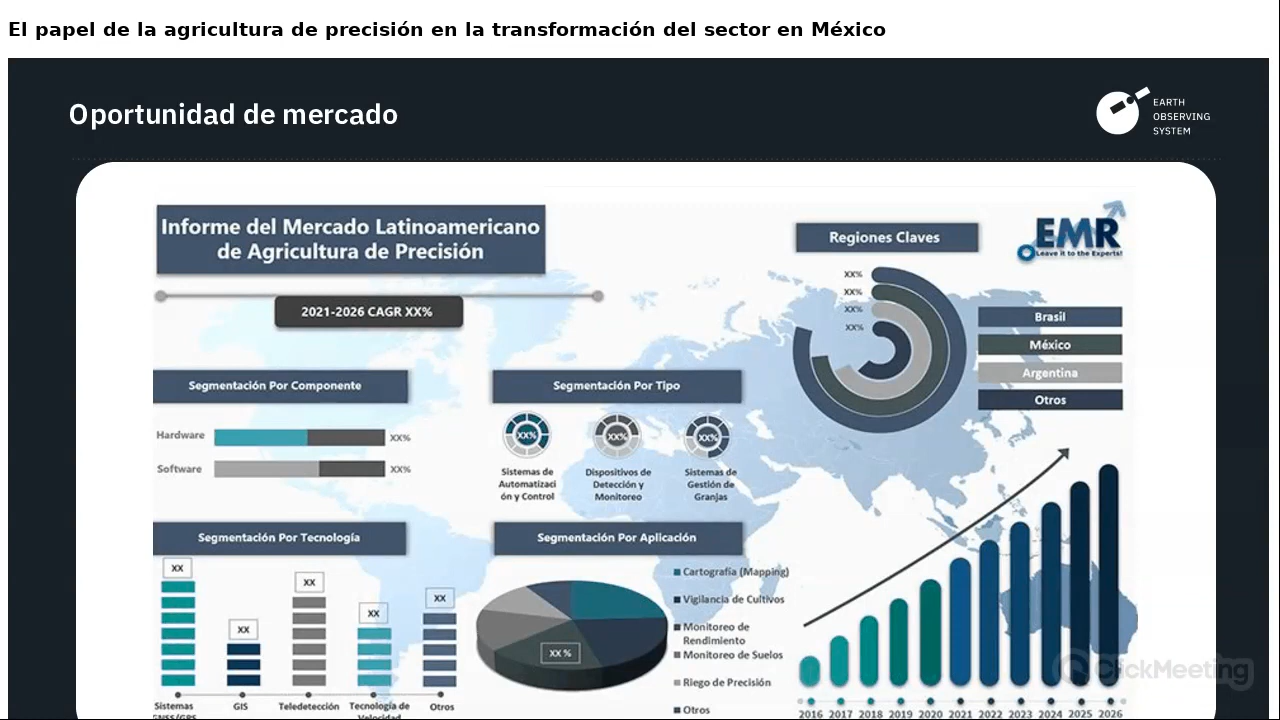 El papel de la agricultura de precisión en la transformación del sector en México
Oportunidad de mercado
EARTH
OBSERVING
SYSTEM
Informe del Mercado Latinoamericano
de Agricultura de Precisión
2021-2026 CAGR XX%
Regiones Claves
EMR
Leave it to the Experts!
XX%
XX%
XX%
XX%
Brasil
México
Argentina
Otros
Segmentación Por Componente
Hardware
XX%
Software
XX%
Segmentación Por Tipo
XX%
XX%
XX%
Sistemas de
Automatizaci
ón y Control
Dispositivos de
Detección y
Monitoreo
Sistemas de
Gestión de
Granjas
Segmentación Por Tecnología
XX
XX
XX
XX
XX
Sistemas
GNSS/GPS
GIS
Teledetección
Tecnología de
Velocidad
Otros
Segmentación Por Aplicación
XX %
Cartografía (Mapping)
Vigilancia de Cultivos
Monitoreo de
Rendimiento
Monitoreo de Suelos
Riego de Precisión
Otros
2016 2017 2018 2019 2020 2021 2022 2023 2024 2025 2026
ClickMeeting